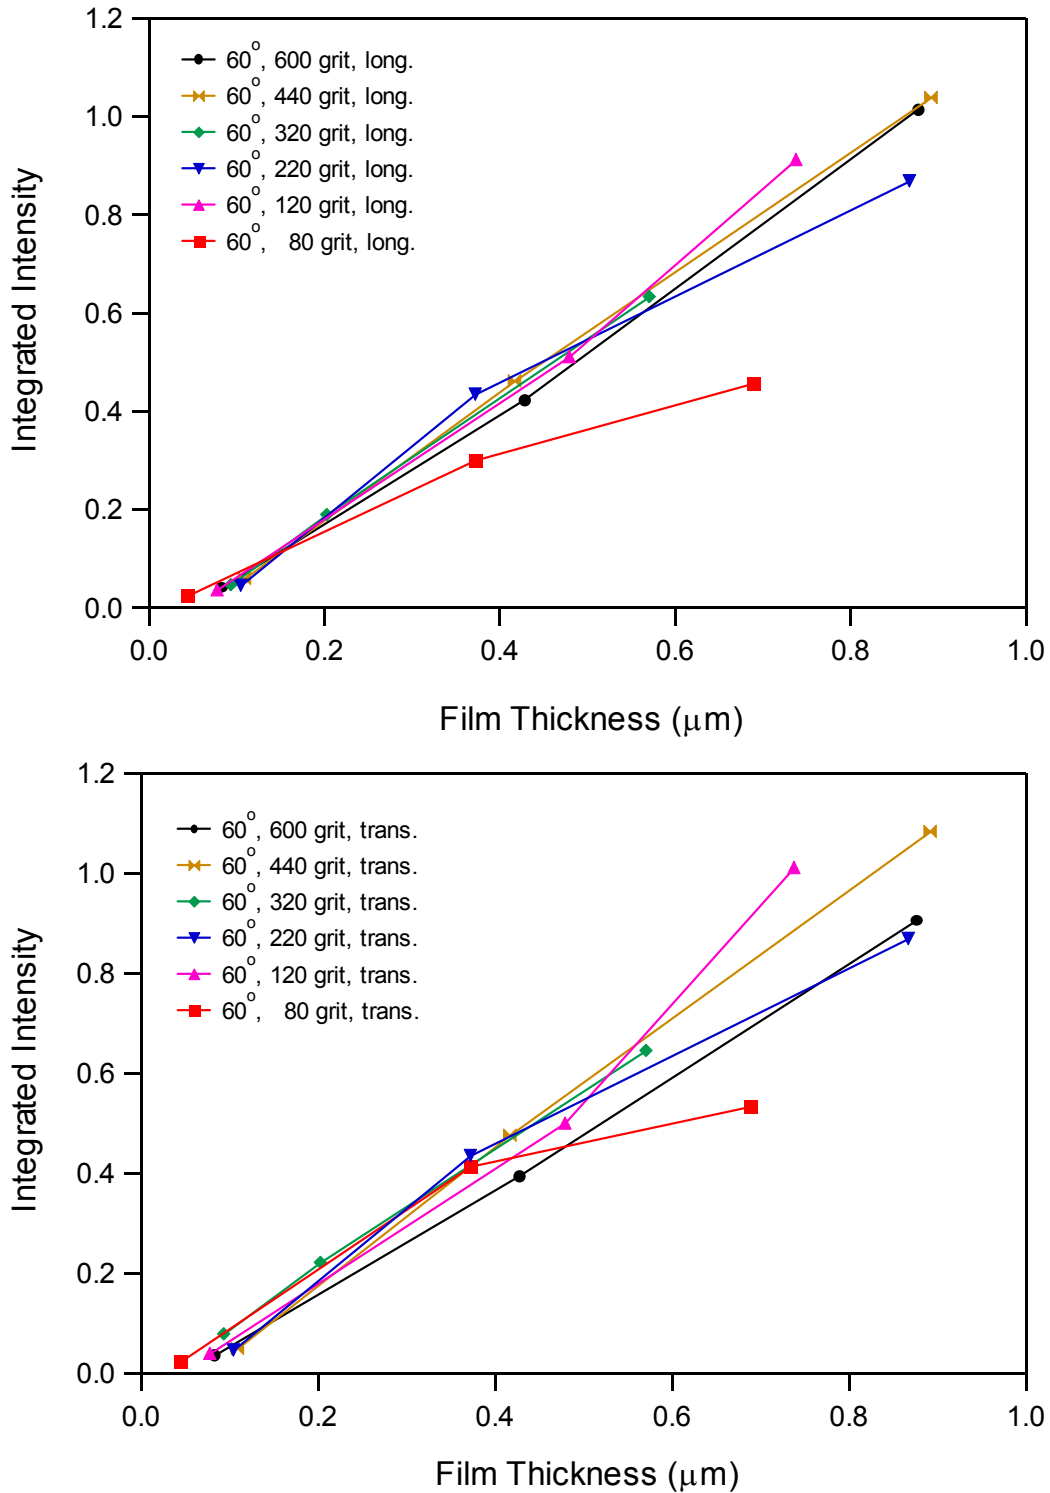 1.2
1.0
0.8
0.6
0.4
0.2
0.0
Integrated Intensity
60°, 600 grit, long.
60°, 440 grit, long.
60°, 320 grit, long.
60°, 220 grit, long.
60°, 120 grit, long.
60°, 80 grit, long.
0.0 0.2 0.4 0.6 0.8 1.0
Film Thickness (μm)
1.2
1.0
0.8
0.6
0.4
0.2
0.0
Integrated Intensity
60°, 600 grit, trans.
60°, 440 grit, trans.
60°, 320 grit, trans.
60°, 220 grit, trans.
60°, 120 grit, trans.
60°, 80 grit, trans.
0.0 0.2 0.4 0.6 0.8 1.0
Film Thickness (μm)